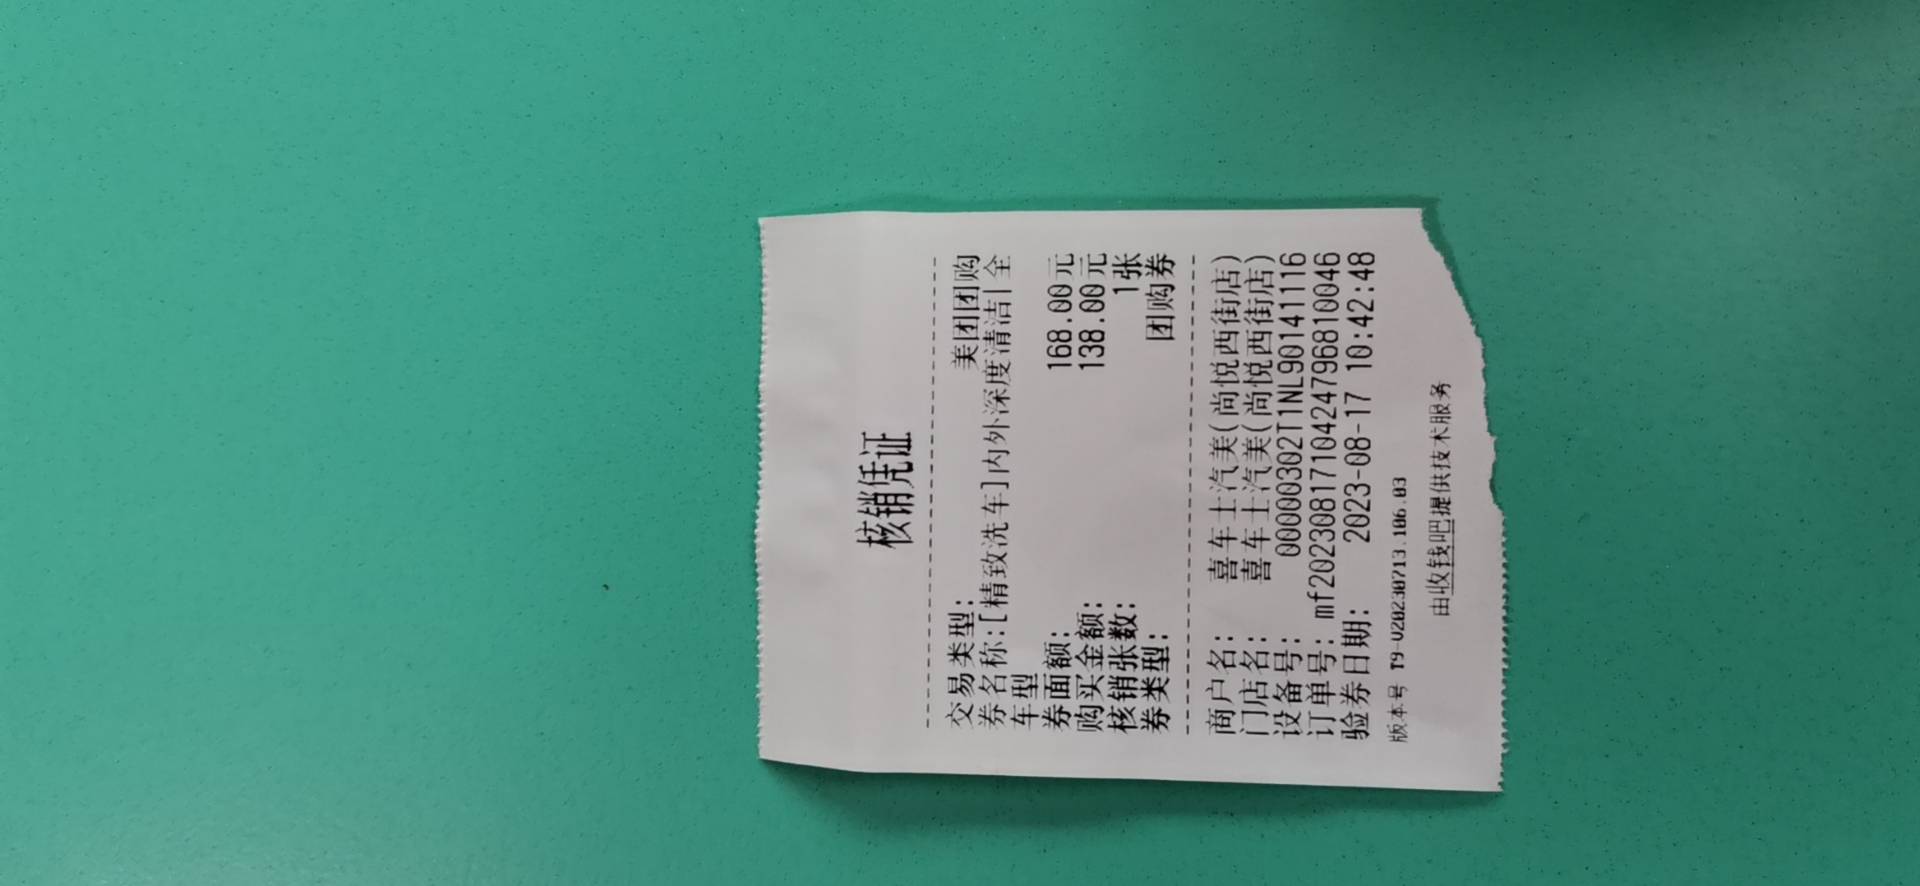 核销凭证
交易类型: 美团团购
券名称:[精致洗车]内外深度清洁|全
车型
券面额: 168.00元
购买金额: 138.00元
核销张数: 1张
券类型: 团购券
商户名: 喜车士汽美(尚悦西街店)
门店名: 喜车士汽美(尚悦西街店)
设备号: 00000302T1NL90141116
订单号: mf20230817104247968100​46
验券日期: 2023-08-17 10:42:48
版本号 T9-V20230713.106.03
由收钱吧提供技术服务